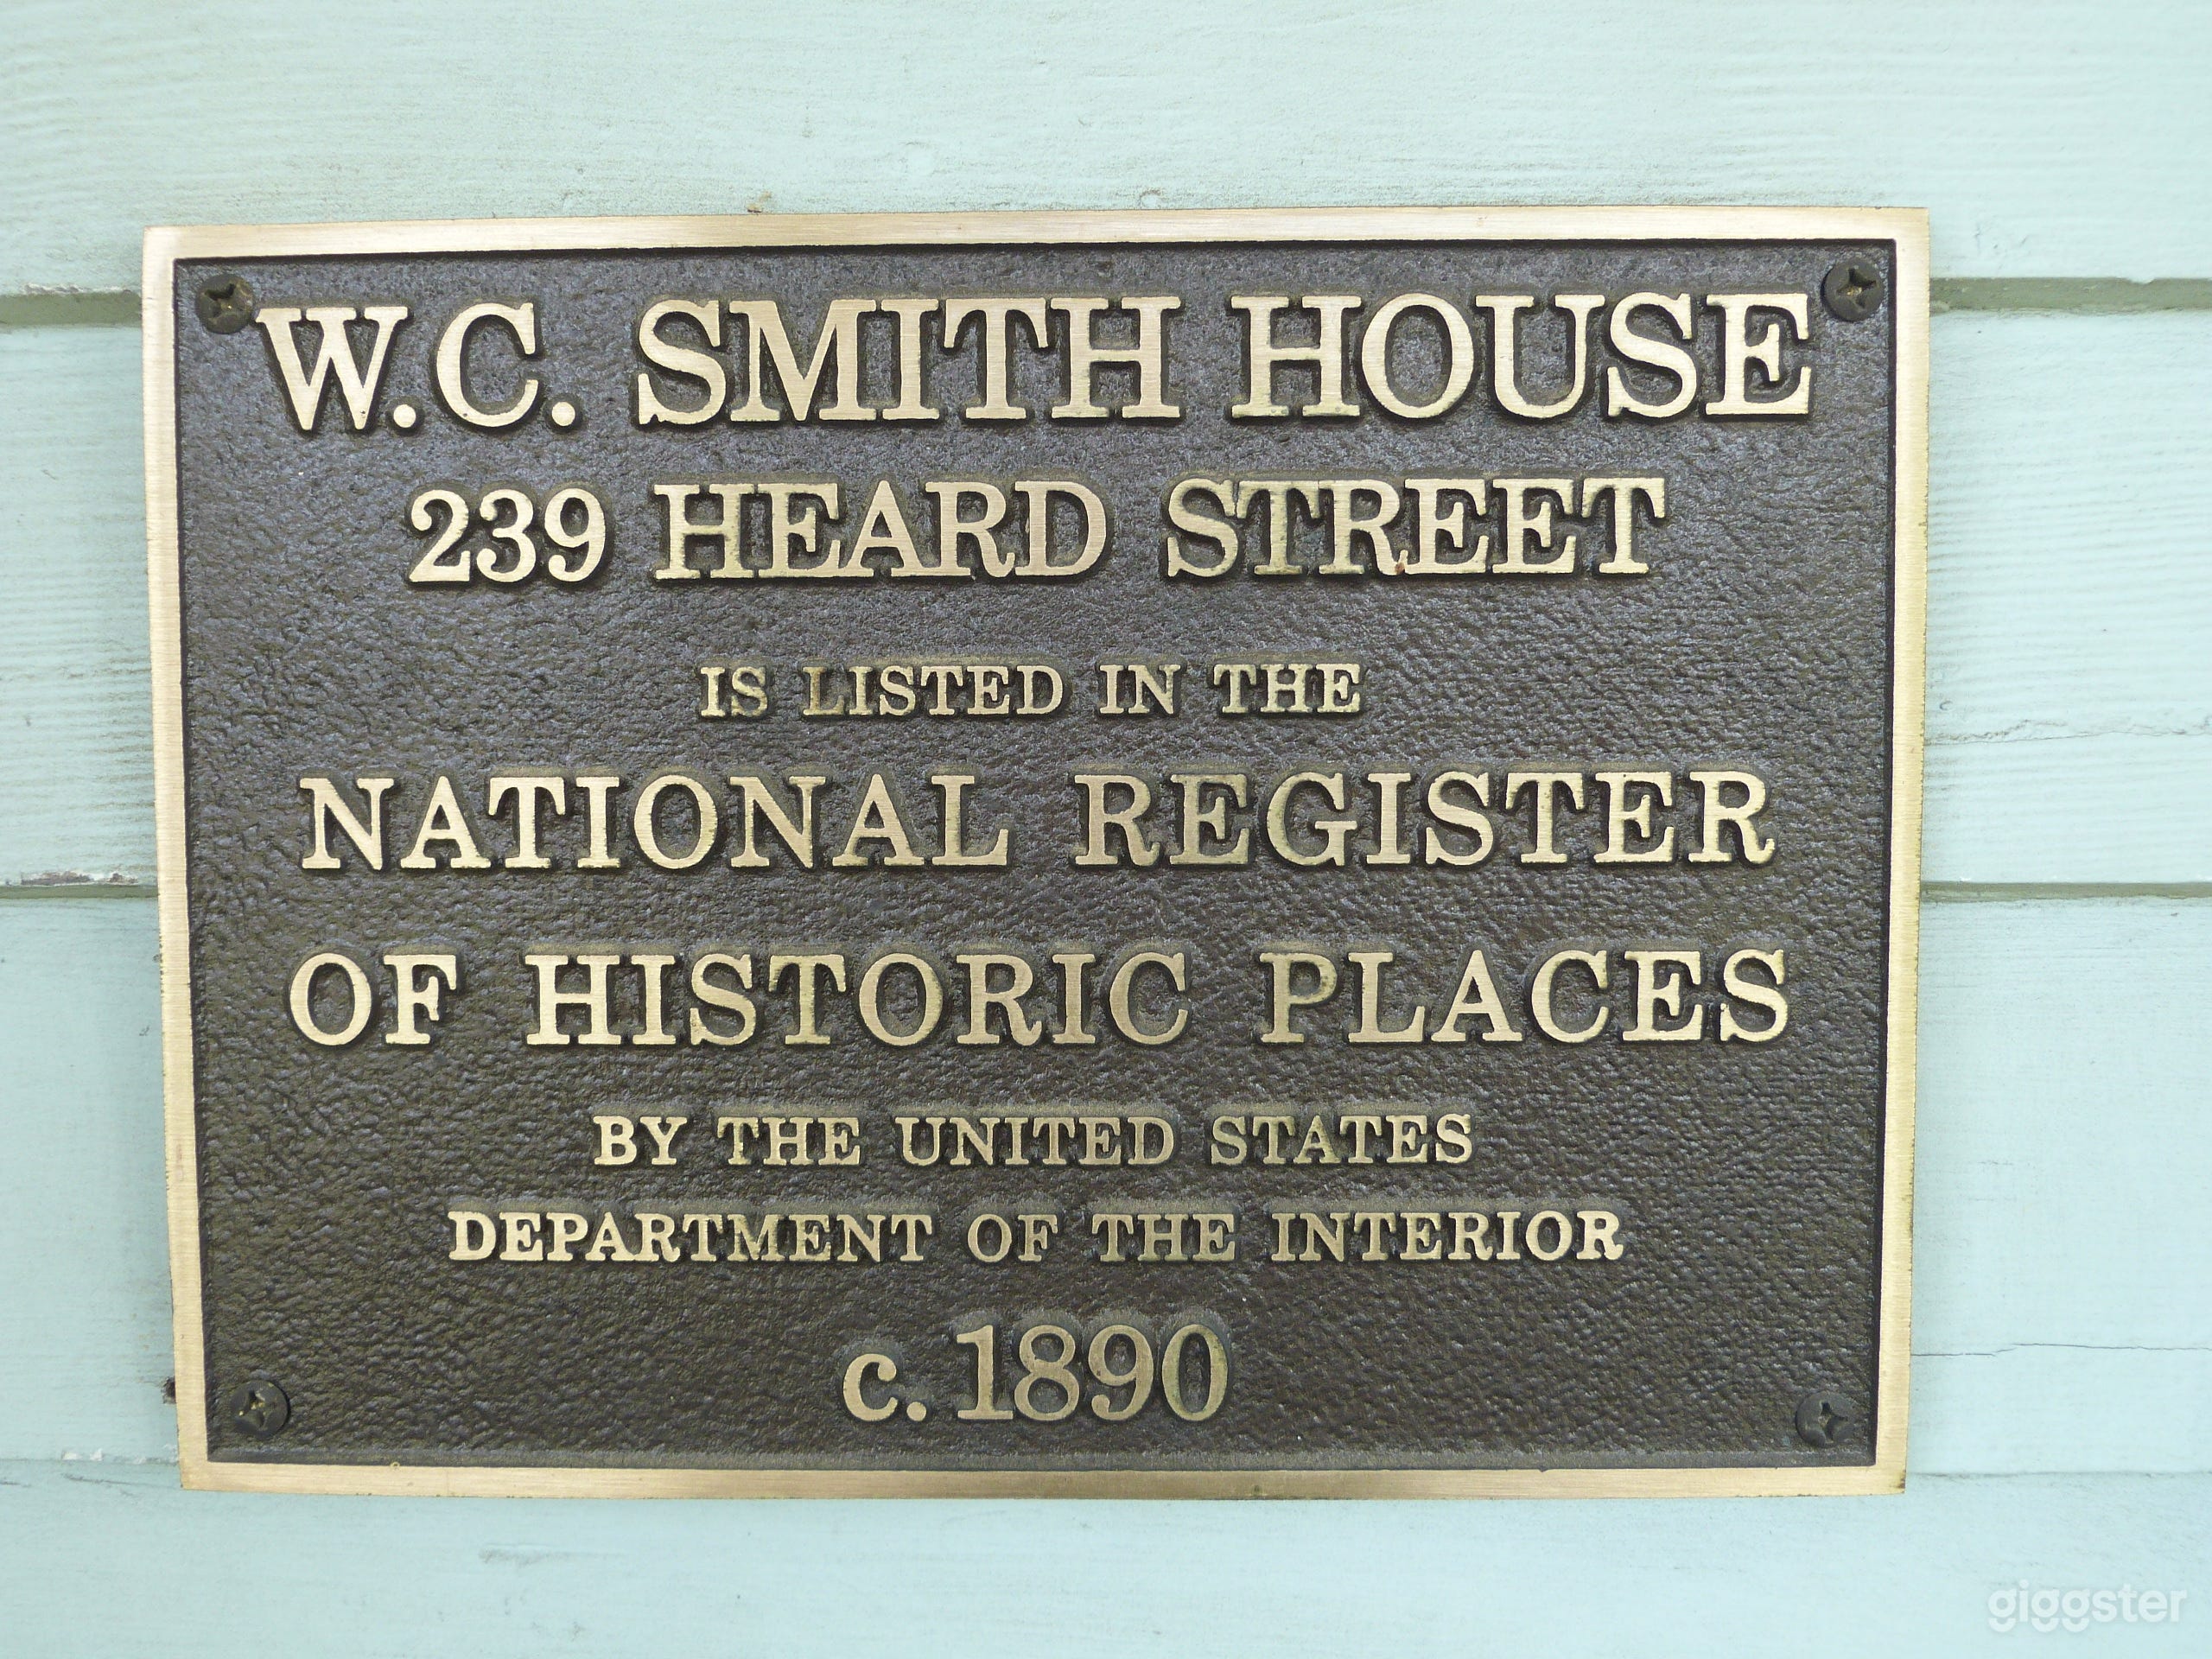 W.C. SMITH HOUSE
239 HEARD STREET
IS LISTED IN THE
NATIONAL REGISTER
OF HISTORIC PLACES
BY THE UNITED STATES
DEPARTMENT OF THE INTERIOR
c. 1890
giggster